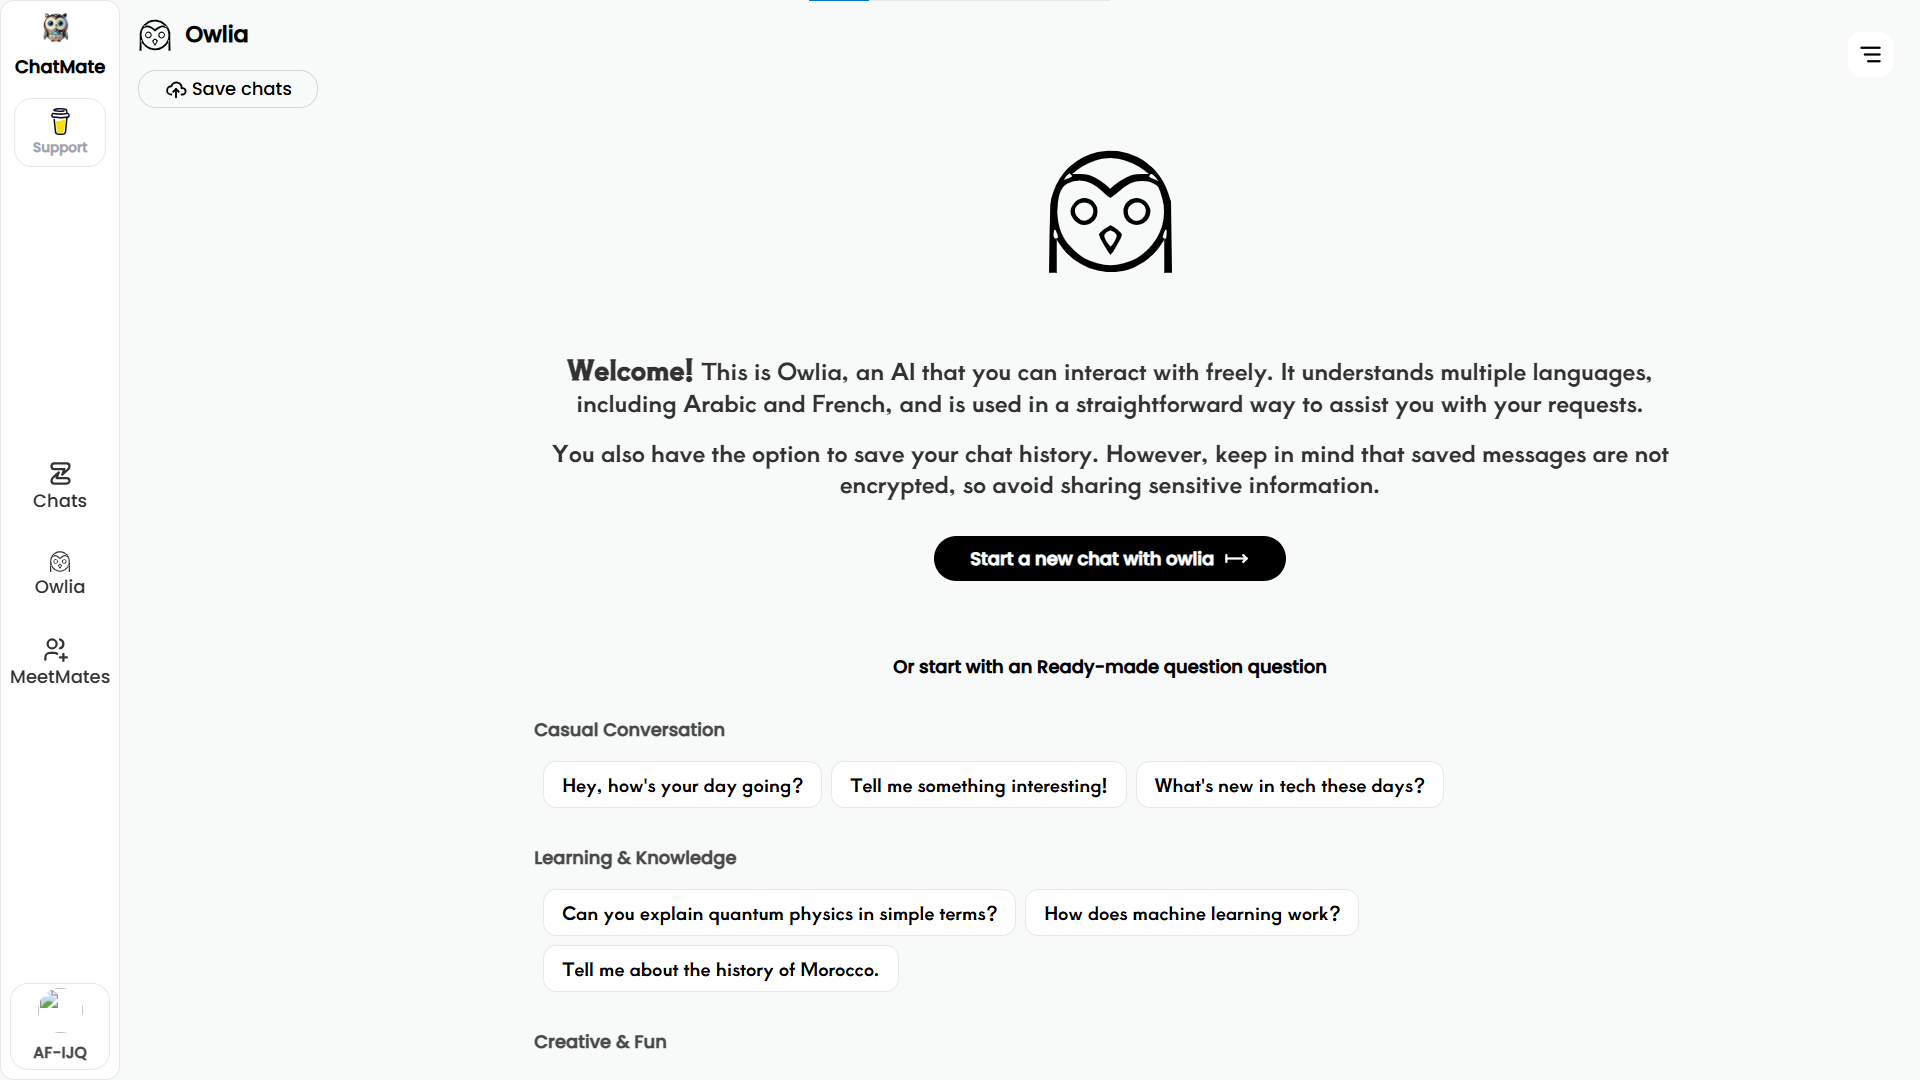 ChatMate
Support
Chats
Owlia
MeetMates
AF-IJQ
Owlia
Save chats
Welcome! This is Owlia, an AI that you can interact with freely. It understands multiple languages,
including Arabic and French, and is used in a straightforward way to assist you with your requests.
You also have the option to save your chat history. However, keep in mind that saved messages are not
encrypted, so avoid sharing sensitive information.
Start a new chat with owlia
Or start with an Ready-made question question
Casual Conversation
Hey, how's your day going?
Tell me something interesting!
What's new in tech these days?
Learning & Knowledge
Can you explain quantum physics in simple terms?
How does machine learning work?
Tell me about the history of Morocco.
Creative & Fun